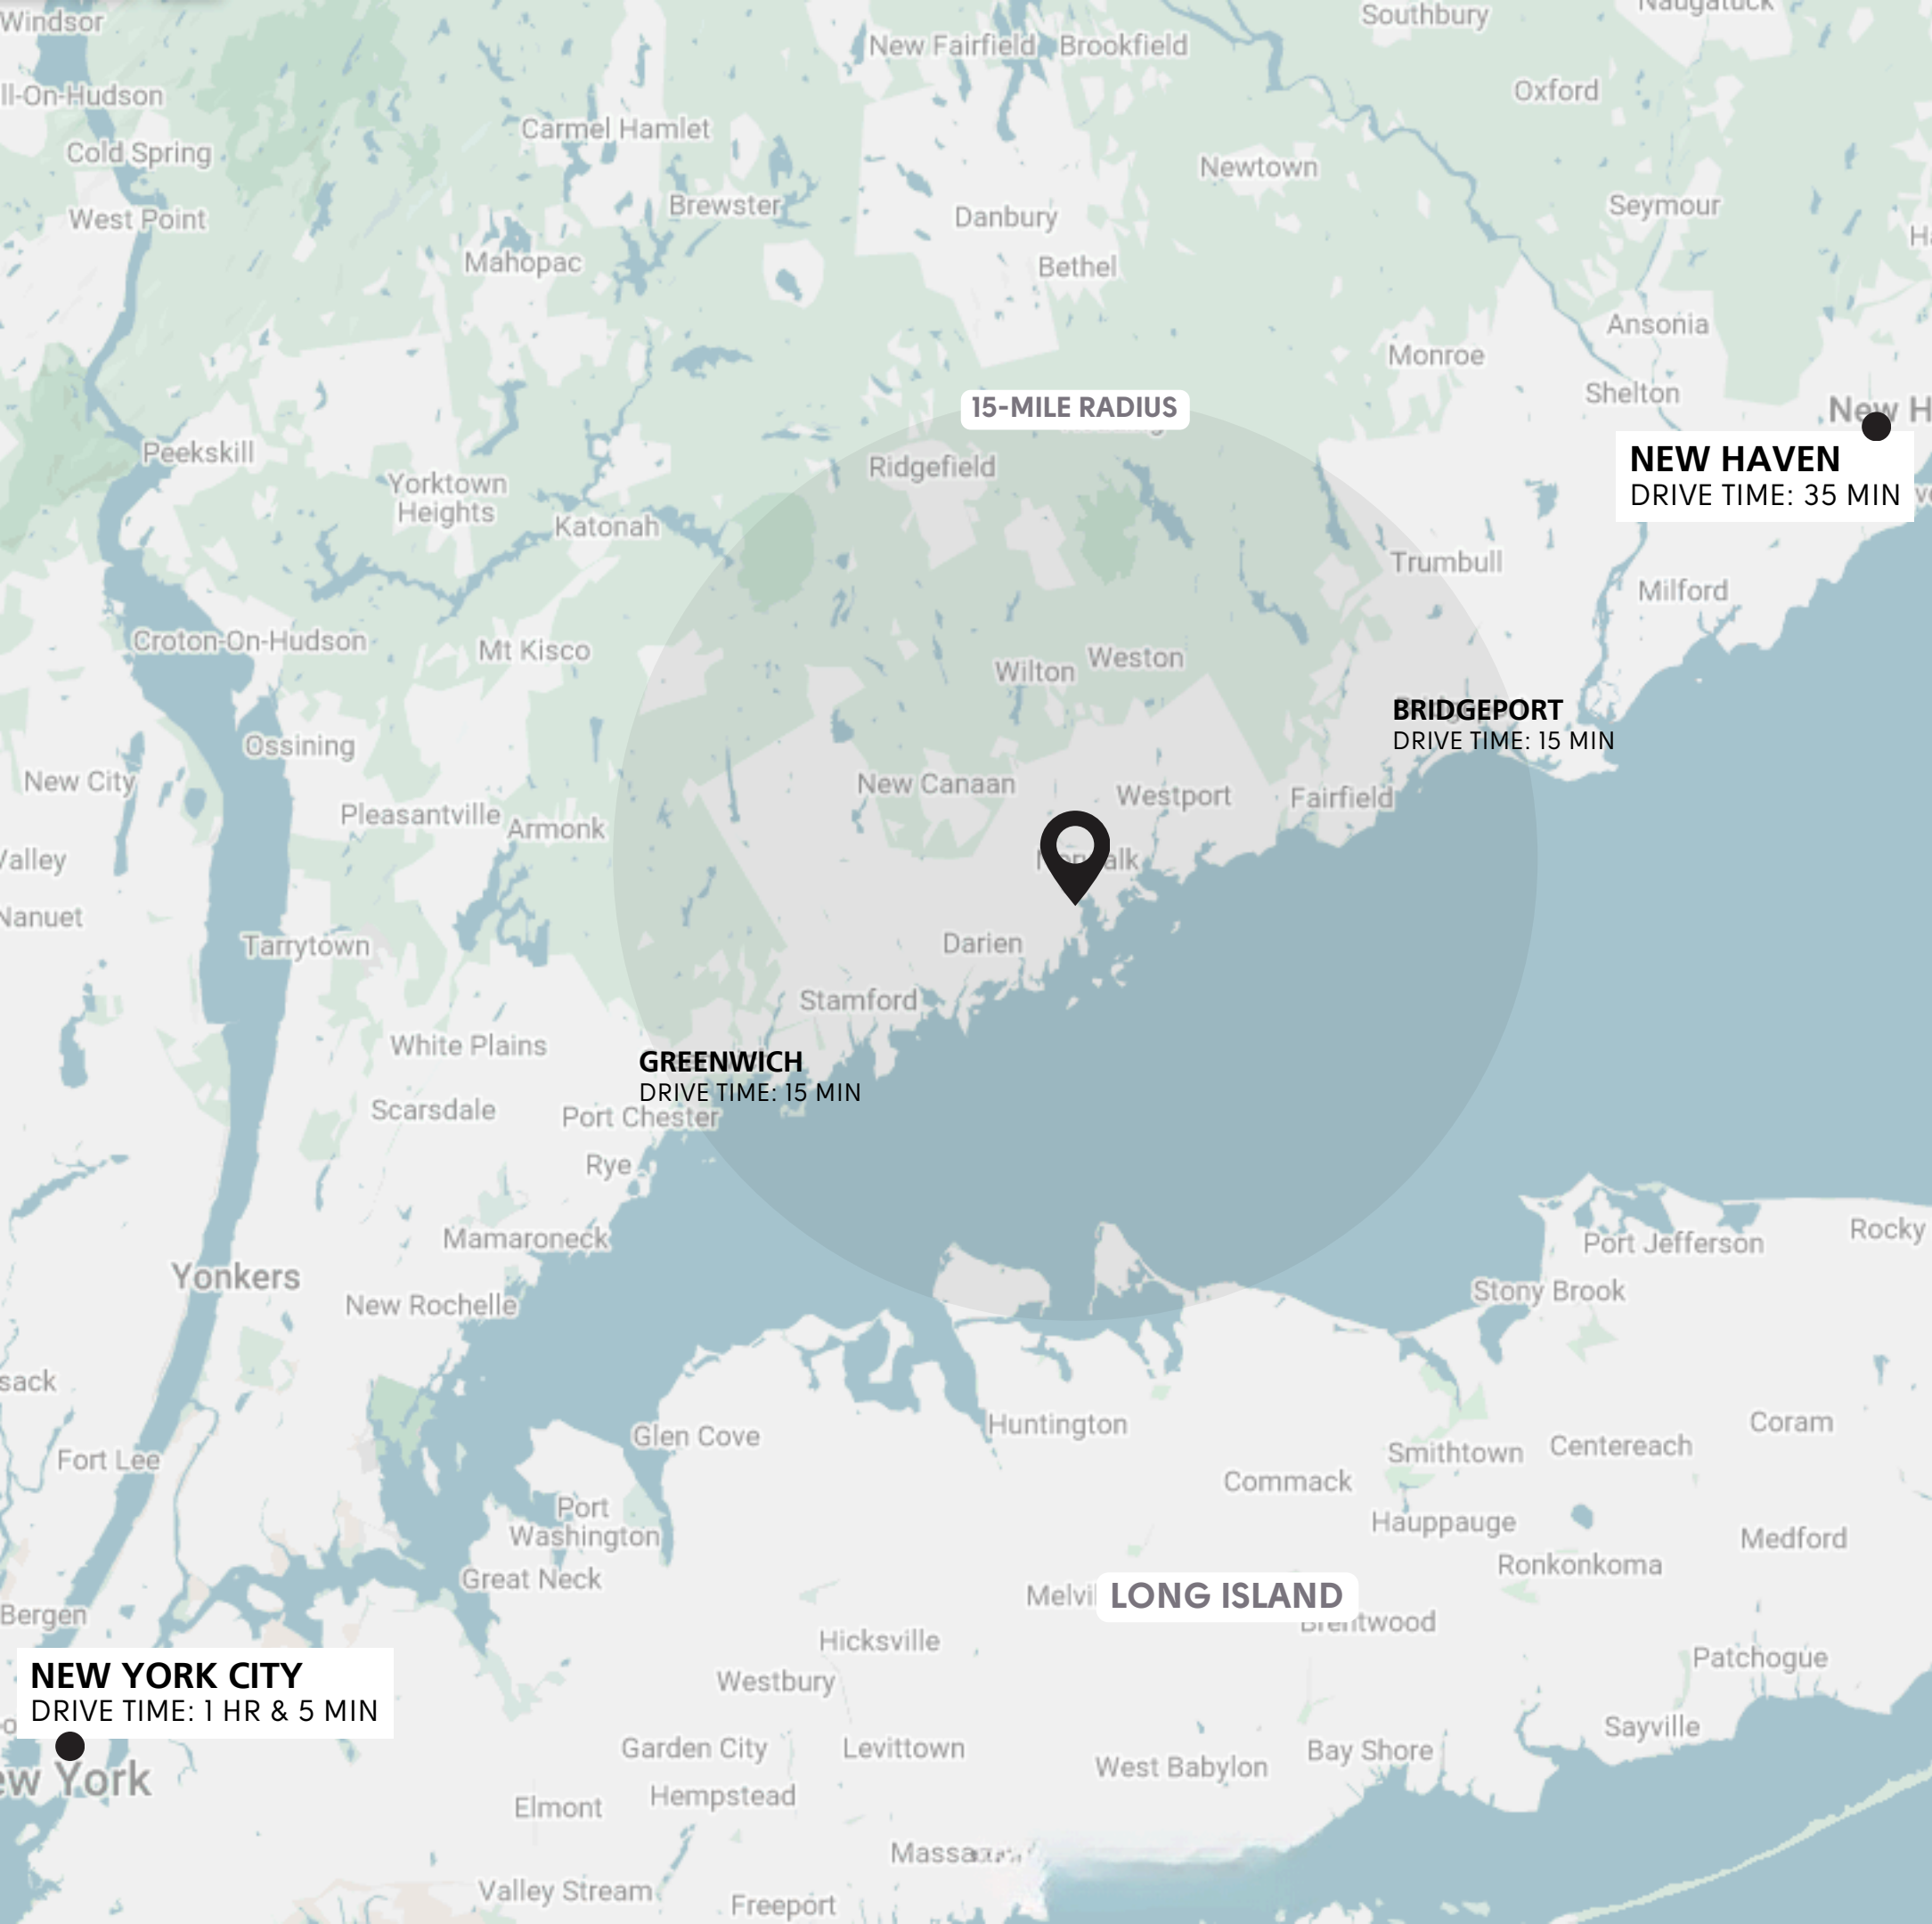 Windsor
Southbury
Naugatuck
New Fairfield
Brookfield
ll-On-Hudson
Oxford
Carmel Hamlet
Cold Spring
Newtown
Brewster
Seymour
West Point
Danbury
Mahopac
Bethel
Ansonia
Monroe
Shelton
15-MILE RADIUS
New H
Peekskill
Ridgefield
NEW HAVEN
DRIVE TIME: 35 MIN
Yorktown
Heights
Katonah
Trumbull
Milford
Croton-On-Hudson
Mt Kisco
Wilton
Weston
BRIDGEPORT
DRIVE TIME: 15 MIN
Ossining
New City
New Canaan
Westport
Fairfield
Pleasantville
Armonk
Valley
Norwalk
Nanuet
Tarrytown
Darien
Stamford
White Plains
GREENWICH
DRIVE TIME: 15 MIN
Scarsdale
Port Chester
Rye
Mamaroneck
Port Jefferson
Rocky
Yonkers
Stony Brook
New Rochelle
sack
Glen Cove
Huntington
Coram
Fort Lee
Smithtown
Centereach
Commack
Port
Washington
Hauppauge
Medford
Great Neck
Ronkonkoma
Bergen
Melvi
LONG ISLAND
Brentwood
Hicksville
Patchogue
NEW YORK CITY
DRIVE TIME: 1 HR & 5 MIN
Westbury
Sayville
Garden City
Levittown
Bay Shore
West Babylon
ew York
Hempstead
Elmont
Valley Stream
Freeport